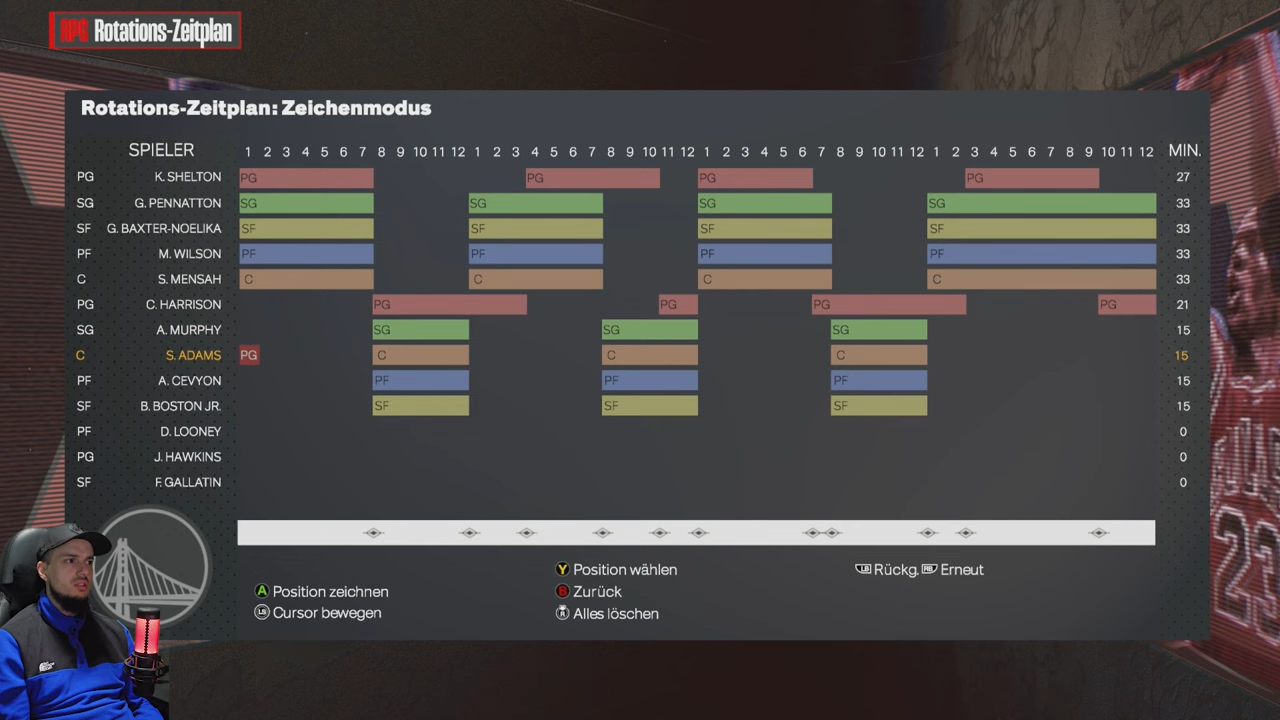 RPG Rotations-Zeitplan
Rotations-Zeitplan: Zeichenmodus
SPIELER 1 2 3 4 5 6 7 8 9 10 11 12 1 2 3 4 5 6 7 8 9 10 11 12 1 2 3 4 5 6 7 8 9 10 11 12 1 2 3 4 5 6 7 8 9 10 11 12 MIN.
PG K. SHELTON PG PG PG PG 27
SG G. PENNATTON SG SG SG SG 33
SF G. BAXTER-NOELIKA SF SF SF SF 33
PF M. WILSON PF PF PF PF 33
C S. MENSAH C C C C 33
PG C. HARRISON PG PG PG PG 21
SG A. MURPHY SG SG SG 15
C S. ADAMS PG C C C 15
PF A. CEVYON PF PF PF 15
SF B. BOSTON JR. SF SF SF 15
PF D. LOONEY 0
PG J. HAWKINS 0
SF F. GALLATIN 0
A Position zeichnen
LS Cursor bewegen
Y Position wählen
B Zurück
R Alles löschen
LB Rückg. RB Erneut
23